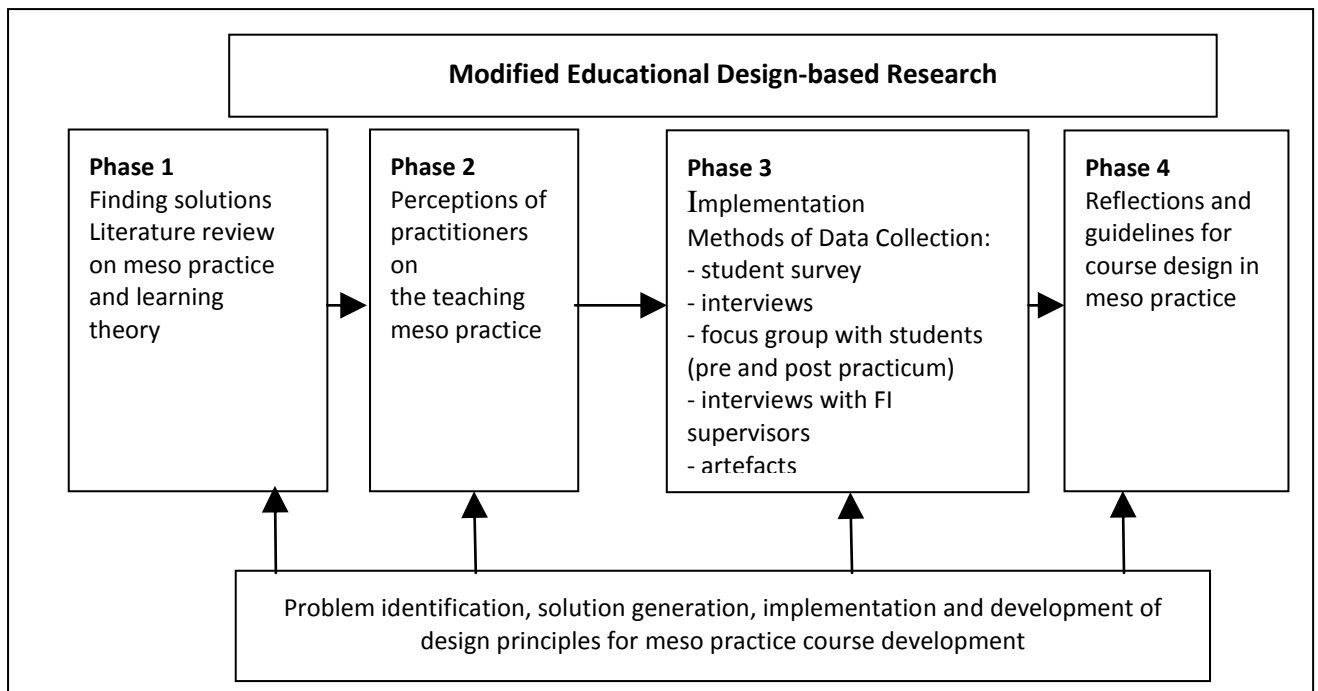 Modified Educational Design-based Research
Phase 1
Finding solutions
Literature review
on meso practice
and learning
theory
Phase 2
Perceptions of
practitioners
on
the teaching
meso practice
Phase 3
Implementation
Methods of Data Collection:
- student survey
- interviews
- focus group with students
(pre and post practicum)
- interviews with FI
supervisors
- artefacts
Phase 4
Reflections and
guidelines for
course design in
meso practice
Problem identification, solution generation, implementation and development of
design principles for meso practice course development